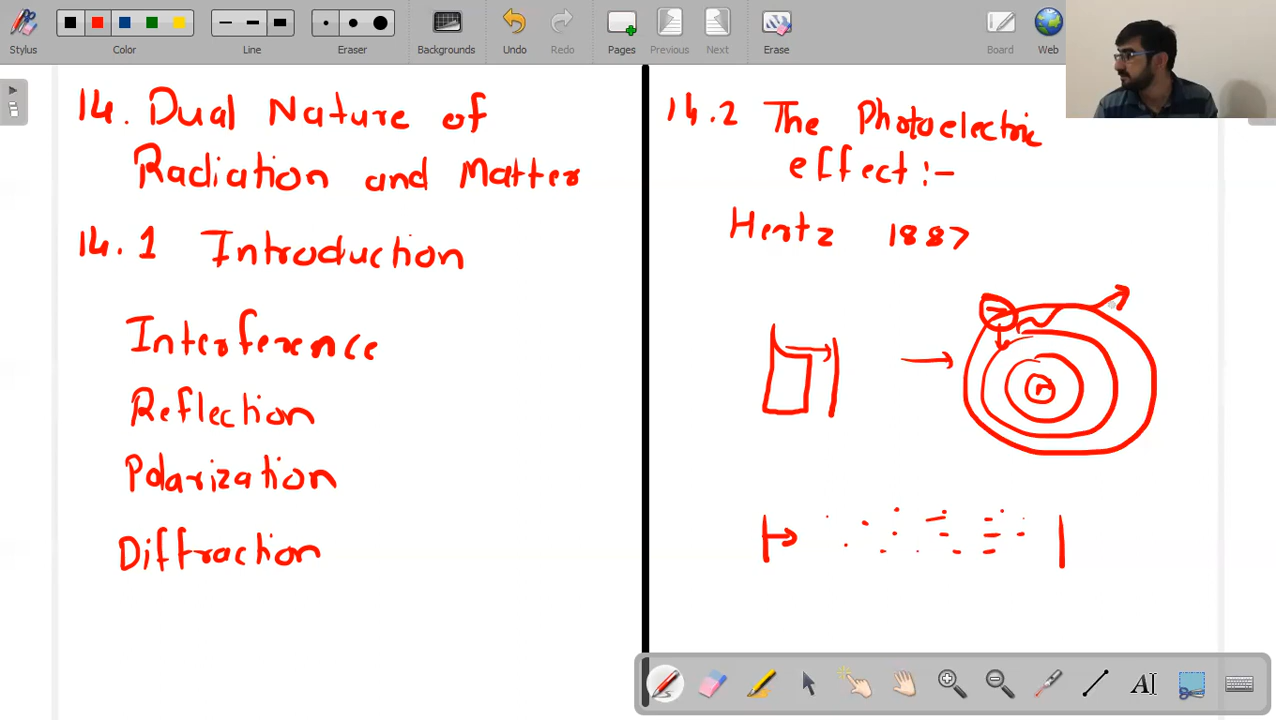 Stylus
Color
Line
Eraser
Backgrounds
Undo
Redo
Pages
Previous
Next
Erase
Board
Web
14. Dual Nature of
Radiation and Matter
14.1 Introduction
Interference
Reflection
Polarization
Diffraction
14.2 The Photoelectric
effect :-
Hertz 1887
n
AI